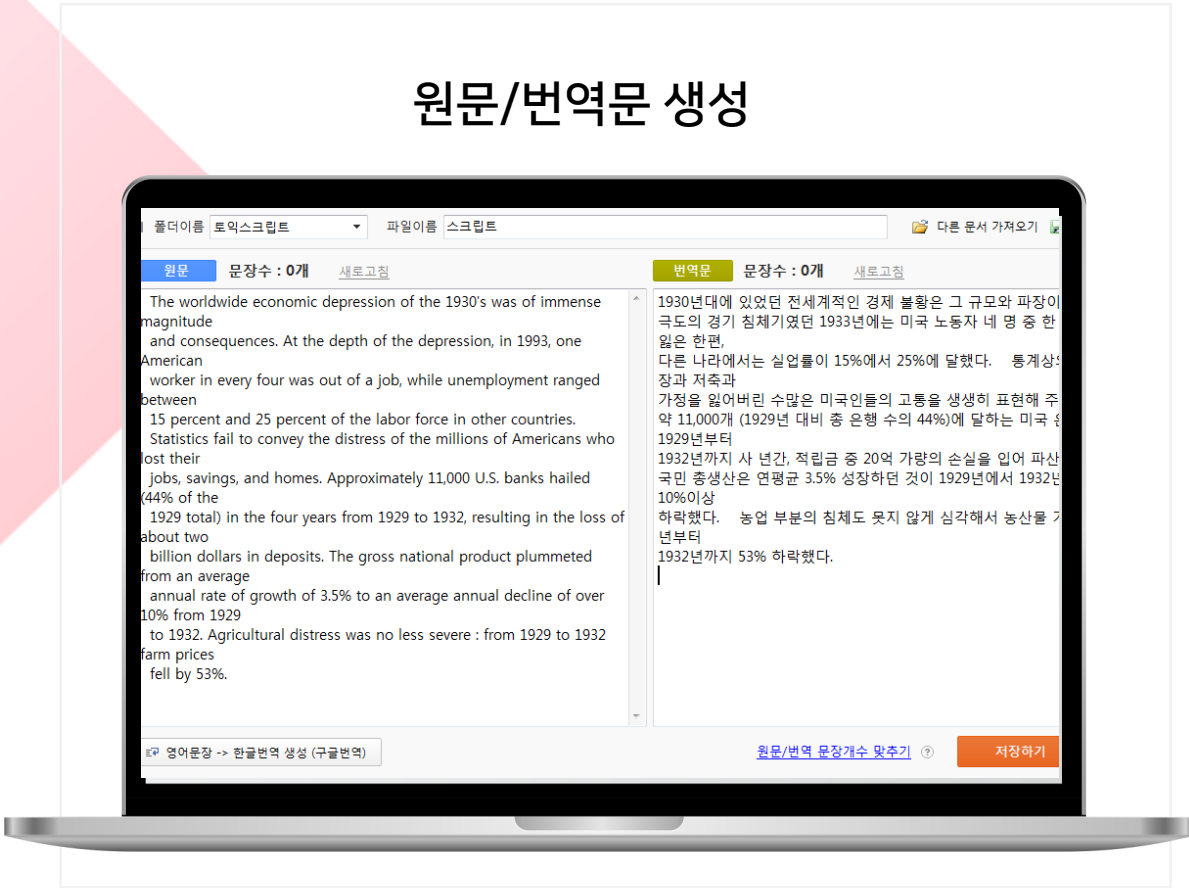 원문/번역문 생성
폴더이름 토익스크립트 파일이름 스크립트 다른 문서 가져오기
원문 문장수 : 0개 새로고침
The worldwide economic depression of the 1930's was of immense
magnitude
and consequences. At the depth of the depression, in 1993, one
American
worker in every four was out of a job, while unemployment ranged
between
15 percent and 25 percent of the labor force in other countries.
Statistics fail to convey the distress of the millions of Americans who
lost their
jobs, savings, and homes. Approximately 11,000 U.S. banks hailed
(44% of the
1929 total) in the four years from 1929 to 1932, resulting in the loss of
about two
billion dollars in deposits. The gross national product plummeted
from an average
annual rate of growth of 3.5% to an average annual decline of over
10% from 1929
to 1932. Agricultural distress was no less severe : from 1929 to 1932
farm prices
fell by 53%.
번역문 문장수 : 0개 새로고침
1930년대에 있었던 전세계적인 경제 불황은 그 규모와 파장이
극도의 경기 침체기였던 1933년에는 미국 노동자 네 명 중 한
잃은 한편,
다른 나라에서는 실업률이 15%에서 25%에 달했다. 통계상
장과 저축과
가정을 잃어버린 수많은 미국인들의 고통을 생생히 표현해 주
약 11,000개 (1929년 대비 총 은행 수의 44%)에 달하는 미국
1929년부터
1932년까지 사 년간, 적립금 중 20억 가량의 손실을 입어 파산
국민 총생산은 연평균 3.5% 성장하던 것이 1929년에서 1932년
10%이상
하락했다. 농업 부분의 침체도 못지 않게 심각해서 농산물
년부터
1932년까지 53% 하락했다.
영어문장 -> 한글번역 생성 (구글번역)
원문/번역 문장개수 맞추기 ? 저장하기